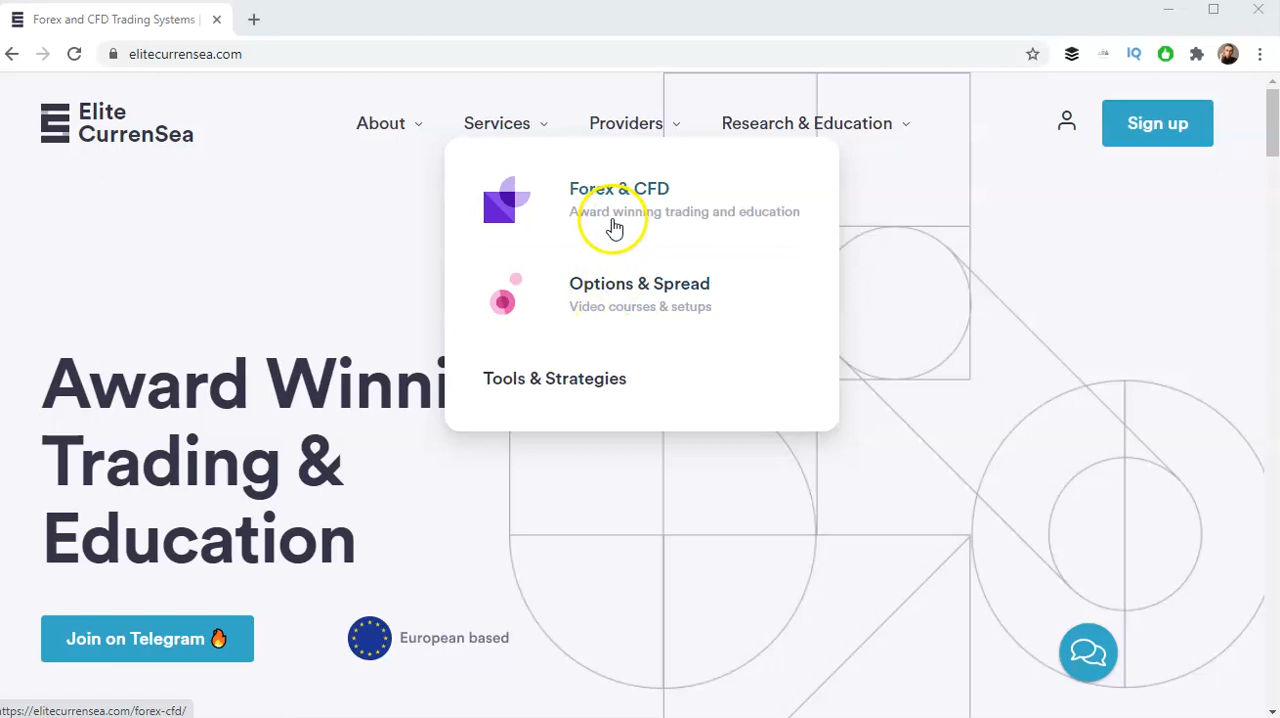 Forex and CFD Trading Systems |
elitecurrensea.com
IQ
Elite
CurrenSea
About
Services
Providers
Research & Education
Sign up
Forex & CFD
Award winning trading and education
Options & Spread
Video courses & setups
Tools & Strategies
Award Winni
Trading &
Education
Join on Telegram 🔥
European based
https://elitecurrensea.com/forex-cfd/